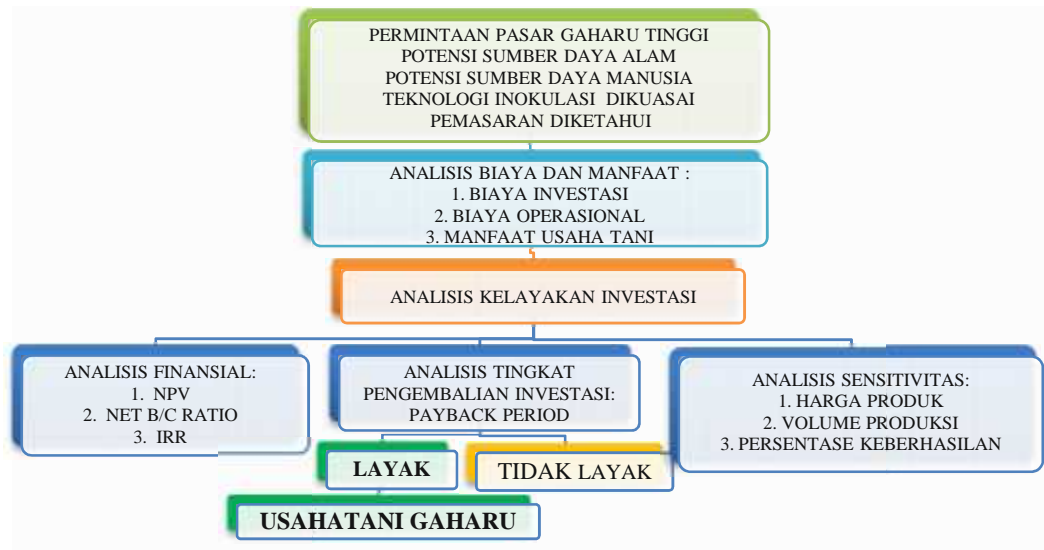 PERMINTAAN PASAR GAHARU TINGGI
POTENSI SUMBER DAYA ALAM
POTENSI SUMBER DAYA MANUSIA
TEKNOLOGI INOKULASI DIKUASAI
PEMASARAN DIKETAHUI
ANALISIS BIAYA DAN MANFAAT :
1. BIAYA INVESTASI
2. BIAYA OPERASIONAL
3. MANFAAT USAHA TANI
ANALISIS KELAYAKAN INVESTASI
ANALISIS FINANSIAL:
1. NPV
2. NET B/C RATIO
3. IRR
ANALISIS TINGKAT
PENGEMBALIAN INVESTASI:
PAYBACK PERIOD
ANALISIS SENSITIVITAS:
1. HARGA PRODUK
2. VOLUME PRODUKSI
3. PERSENTASE KEBERHASILAN
LAYAK
TIDAK LAYAK
USAHATANI GAHARU